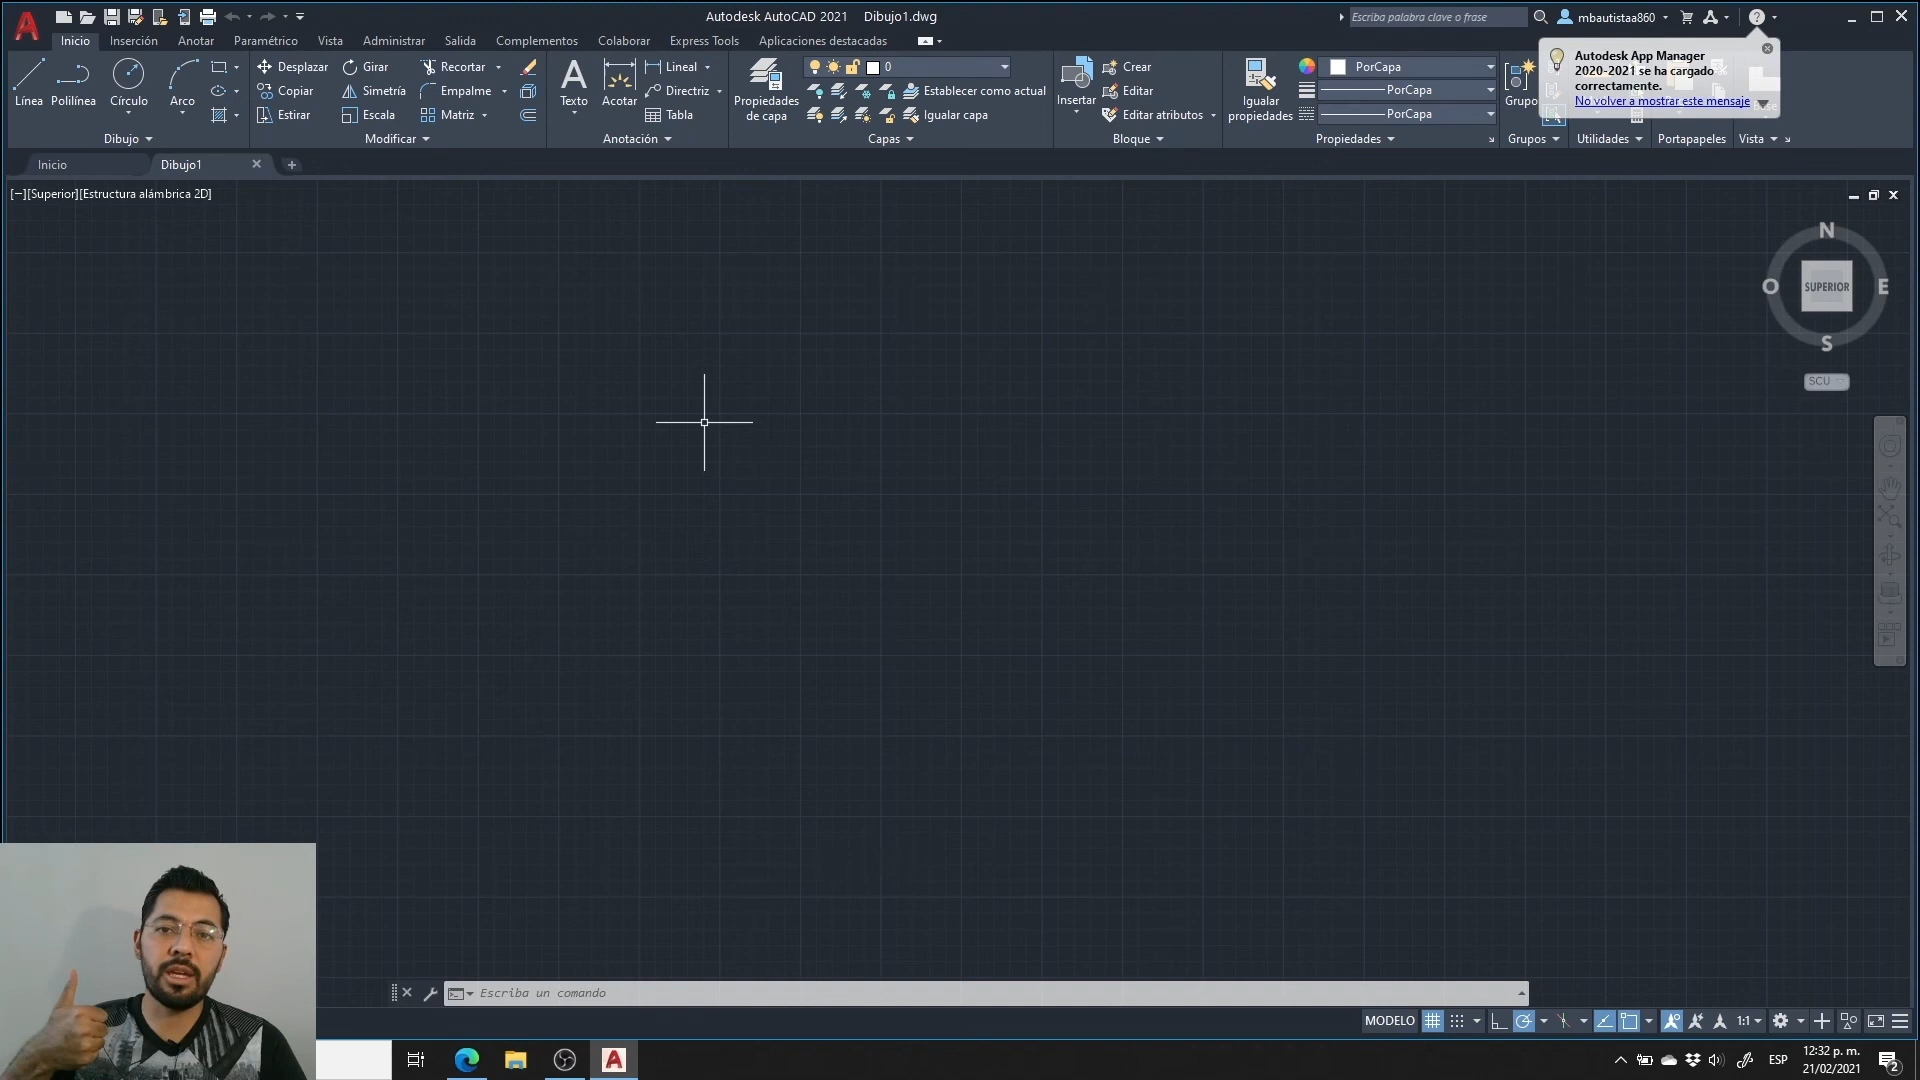 Autodesk AutoCAD 2021 Dibujo1.dwg
Escriba palabra clave o frase
mbautistaa860
Inicio Inserción Anotar Paramétrico Vista Administrar Salida Complementos Colaborar Express Tools Aplicaciones destacadas
Autodesk App Manager
2020-2021 se ha cargado
correctamente.
No volver a mostrar este mensaje
Línea Polilínea Círculo Arco
Dibujo
Desplazar Girar Recortar
Copiar Simetría Empalme
Estirar Escala Matriz
Modificar
Texto Acotar
Lineal
Directriz
Tabla
Anotación
Propiedades
de capa
0
Establecer como actual
Igualar capa
Capas
Insertar
Crear
Editar
Editar atributos
Bloque
Igualar
propiedades
PorCapa
PorCapa
PorCapa
Propiedades
Grupo
Grupos
Utilidades
Portapapeles
Vista
Inicio
Dibujo1
[−][Superior][Estructura alámbrica 2D]
N
O SUPERIOR E
S
SCU
Escriba un comando
MODELO
1:1
ESP
12:32 p. m.
21/02/2021
2